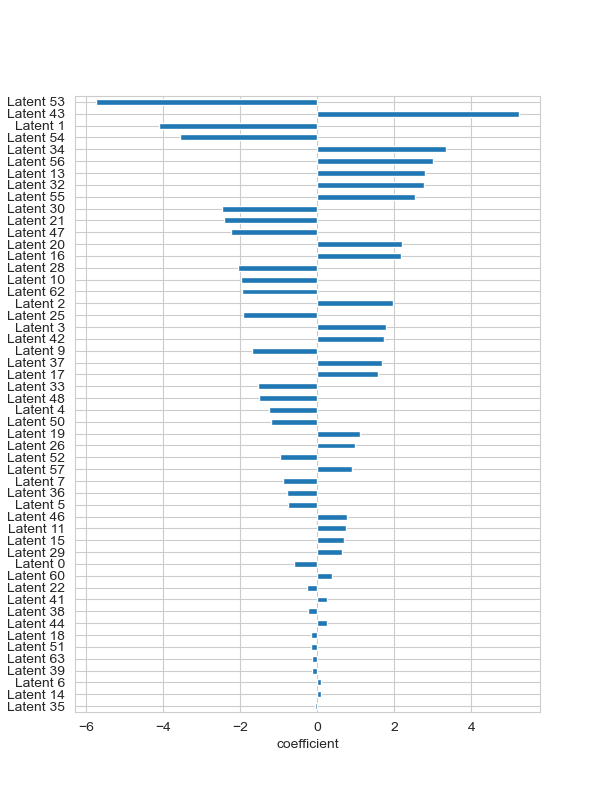 Latent 53
Latent 43
Latent 1
Latent 54
Latent 34
Latent 56
Latent 13
Latent 32
Latent 55
Latent 30
Latent 21
Latent 47
Latent 20
Latent 16
Latent 28
Latent 10
Latent 62
Latent 2
Latent 25
Latent 3
Latent 42
Latent 9
Latent 37
Latent 17
Latent 33
Latent 48
Latent 4
Latent 50
Latent 19
Latent 26
Latent 52
Latent 57
Latent 7
Latent 36
Latent 5
Latent 46
Latent 11
Latent 15
Latent 29
Latent 0
Latent 60
Latent 22
Latent 41
Latent 38
Latent 44
Latent 18
Latent 51
Latent 63
Latent 39
Latent 6
Latent 14
Latent 35
−6 −4 −2 0 2 4
coefficient